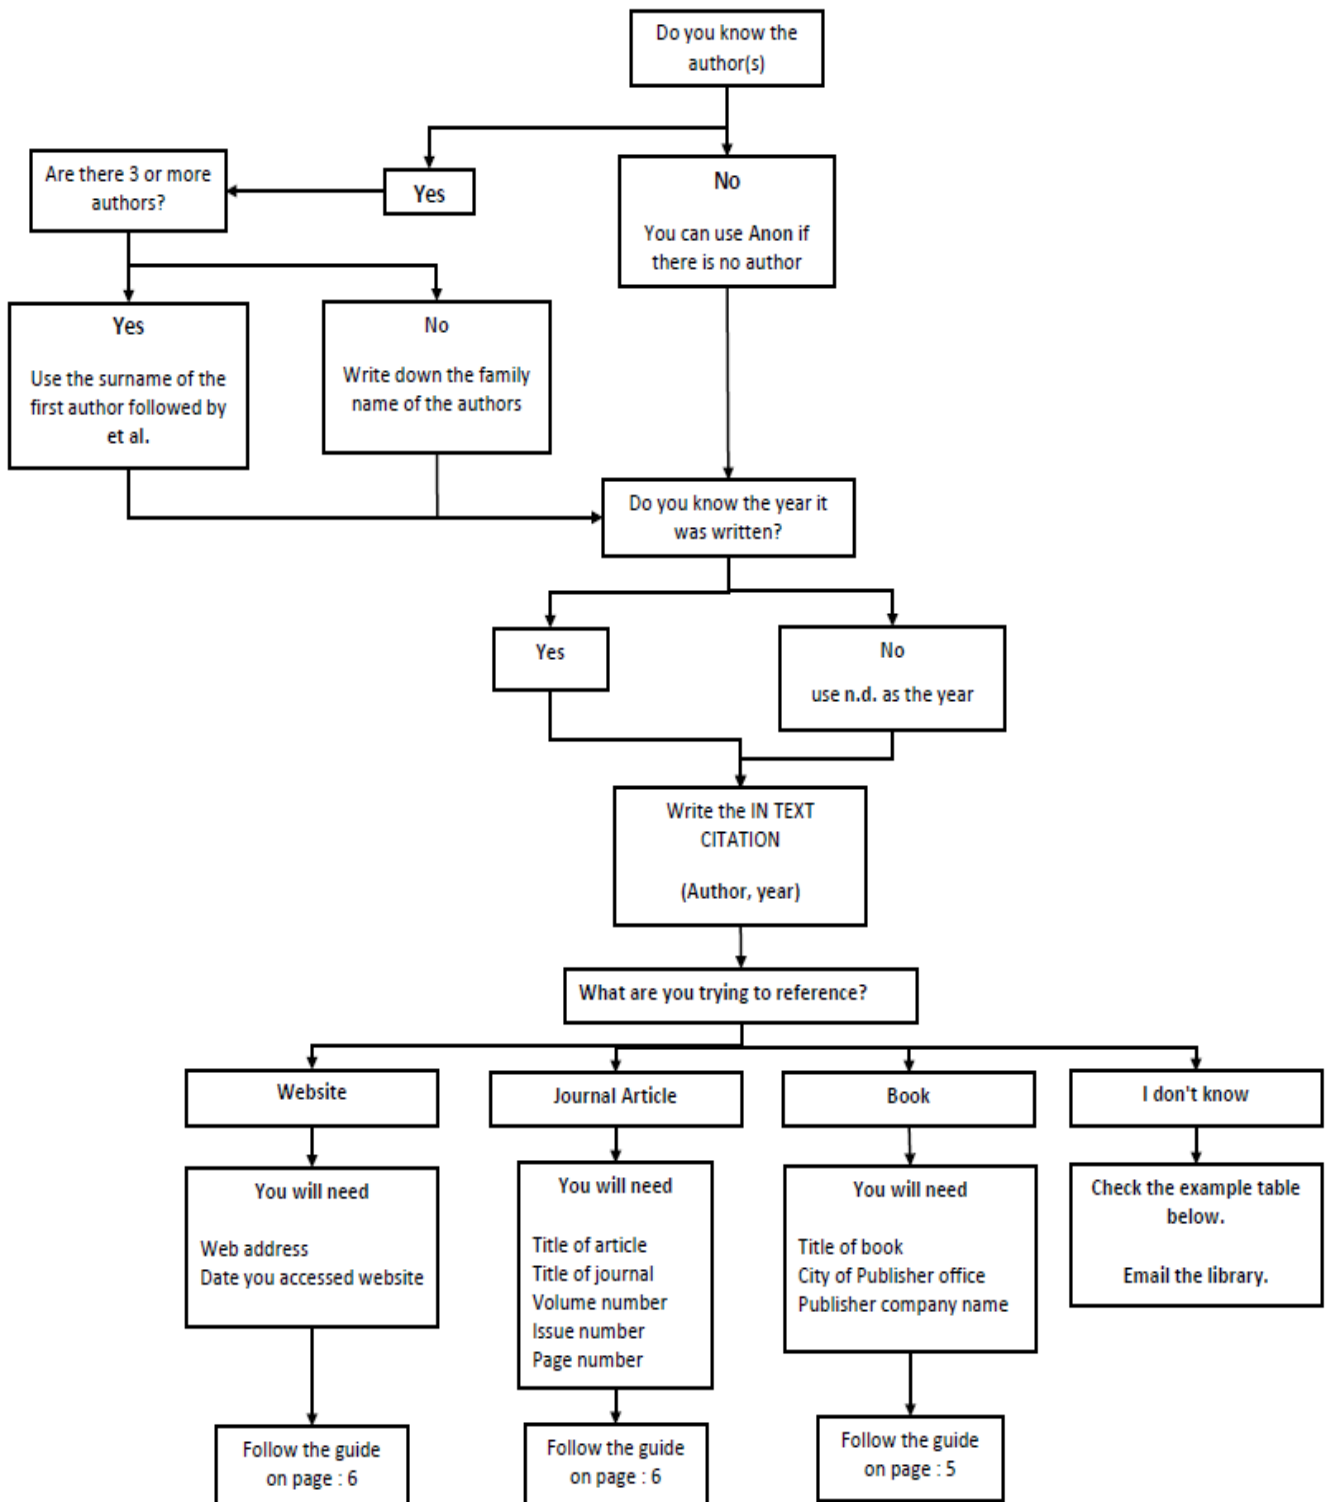 Do you know the
author(s)
Are there 3 or more
authors?
Yes
No
You can use Anon if
there is no author
Yes
Use the surname of the
first author followed by
et al.
No
Write down the family
name of the authors
Do you know the year it
was written?
Yes
No
use n.d. as the year
Write the IN TEXT
CITATION
(Author, year)
What are you trying to reference?
Website
Journal Article
Book
I don't know
You will need
Web address
Date you accessed website
You will need
Title of article
Title of journal
Volume number
Issue number
Page number
You will need
Title of book
City of Publisher office
Publisher company name
Check the example table
below.
Email the library.
Follow the guide
on page : 6
Follow the guide
on page : 6
Follow the guide
on page : 5